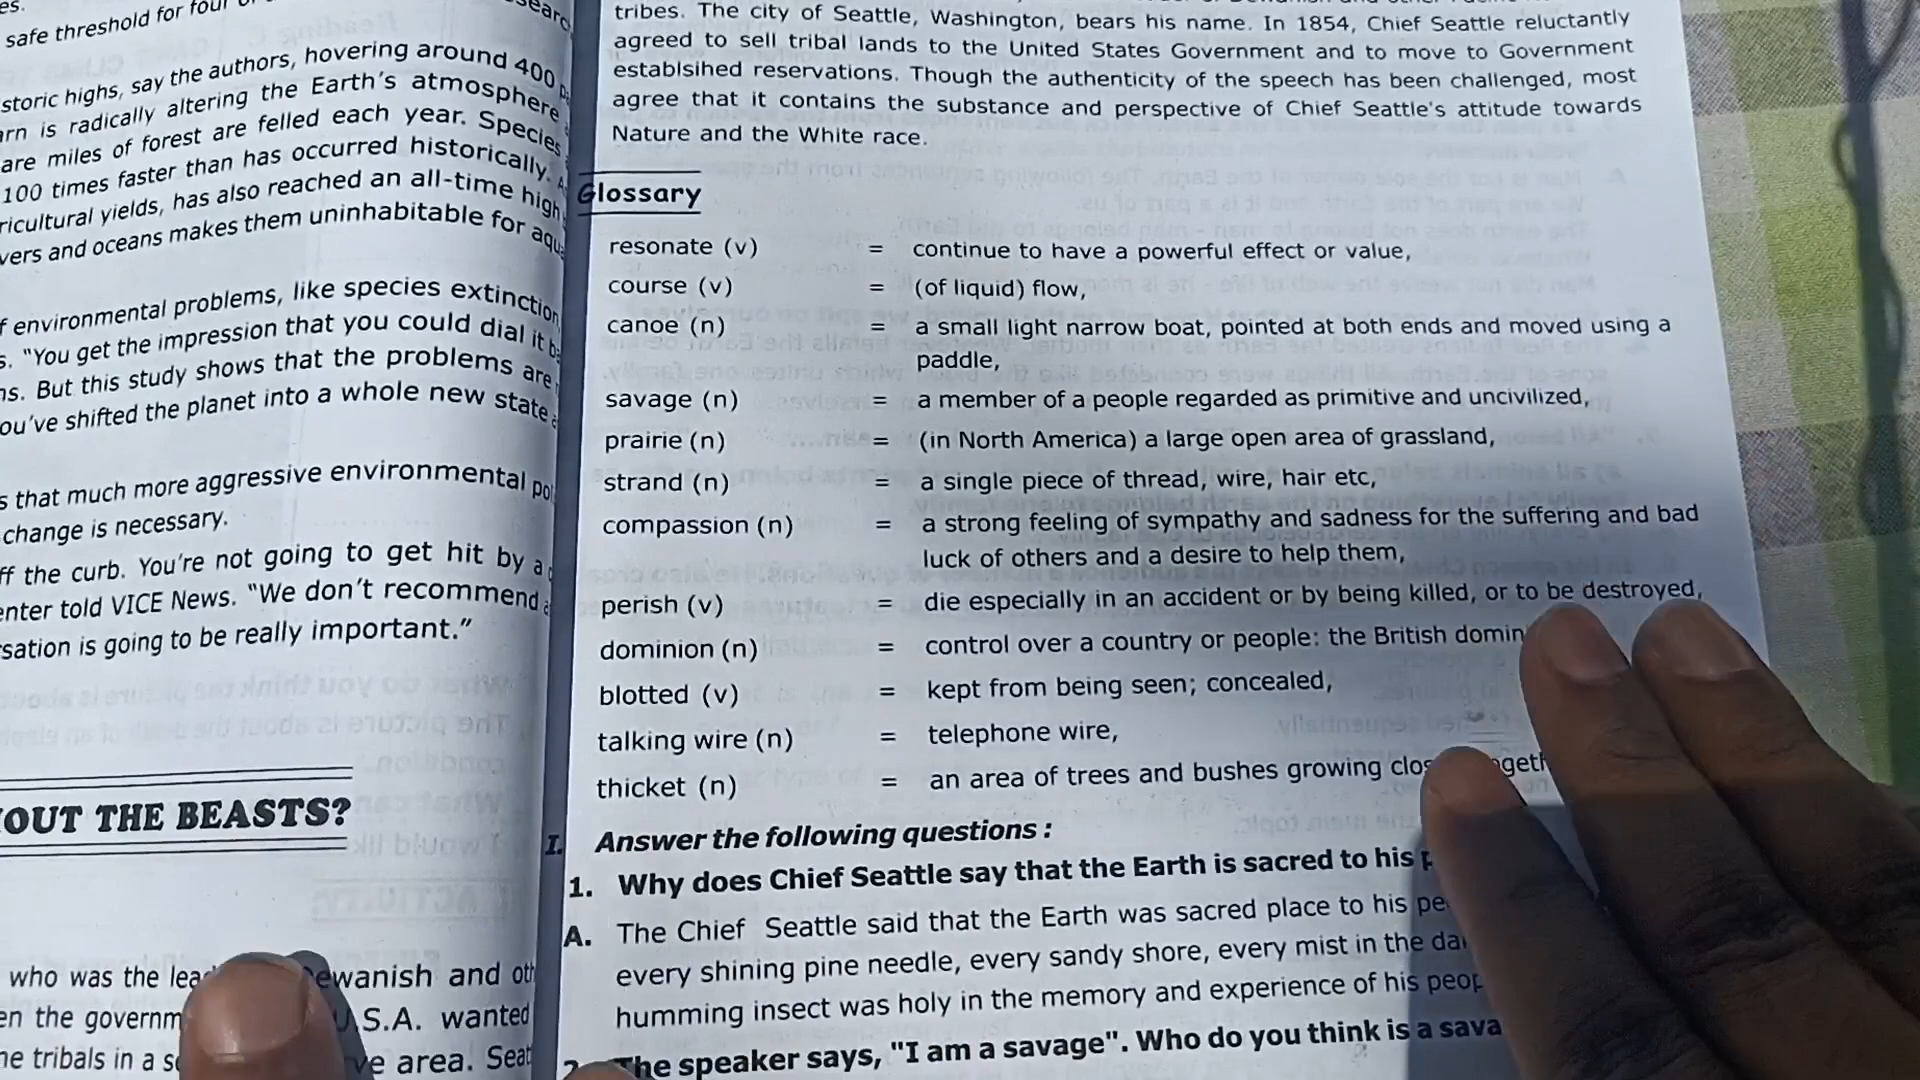 es.
safe threshold for four
storic highs, say the authors, hovering around 400
arn is radically altering the Earth's atmosphere
are miles of forest are felled each year. Species
100 times faster than has occurred historically.
ricultural yields, has also reached an all-time high
vers and oceans makes them uninhabitable for aqu
f environmental problems, like species extinction
s. "You get the impression that you could dial it
ns. But this study shows that the problems are
ou've shifted the planet into a whole new state
s that much more aggressive environmental po
change is necessary.
ff the curb. You're not going to get hit by a
enter told VICE News. "We don't recommend
sation is going to be really important."
OUT THE BEASTS?
who was the lea ewanish and oth
en the governm U.S.A. wanted
he tribals in a se ve area. Seat
tribes. The city of Seattle, Washington, bears his name. In 1854, Chief Seattle reluctantly
agreed to sell tribal lands to the United States Government and to move to Government
establsihed reservations. Though the authenticity of the speech has been challenged, most
agree that it contains the substance and perspective of Chief Seattle's attitude towards
Nature and the White race.
Glossary
resonate (v) = continue to have a powerful effect or value,
course (v) = (of liquid) flow,
canoe (n) = a small light narrow boat, pointed at both ends and moved using a
paddle,
savage (n) = a member of a people regarded as primitive and uncivilized,
prairie (n) = (in North America) a large open area of grassland,
strand (n) = a single piece of thread, wire, hair etc,
compassion (n) = a strong feeling of sympathy and sadness for the suffering and bad
luck of others and a desire to help them,
perish (v) = die especially in an accident or by being killed, or to be destroyed,
dominion (n) = control over a country or people: the British domin
blotted (v) = kept from being seen; concealed,
talking wire (n) = telephone wire,
thicket (n) = an area of trees and bushes growing clos ogeth
I. Answer the following questions :
1. Why does Chief Seattle say that the Earth is sacred to his p
A. The Chief Seattle said that the Earth was sacred place to his pe
every shining pine needle, every sandy shore, every mist in the da
humming insect was holy in the memory and experience of his peop
The speaker says, "I am a savage". Who do you think is a sava